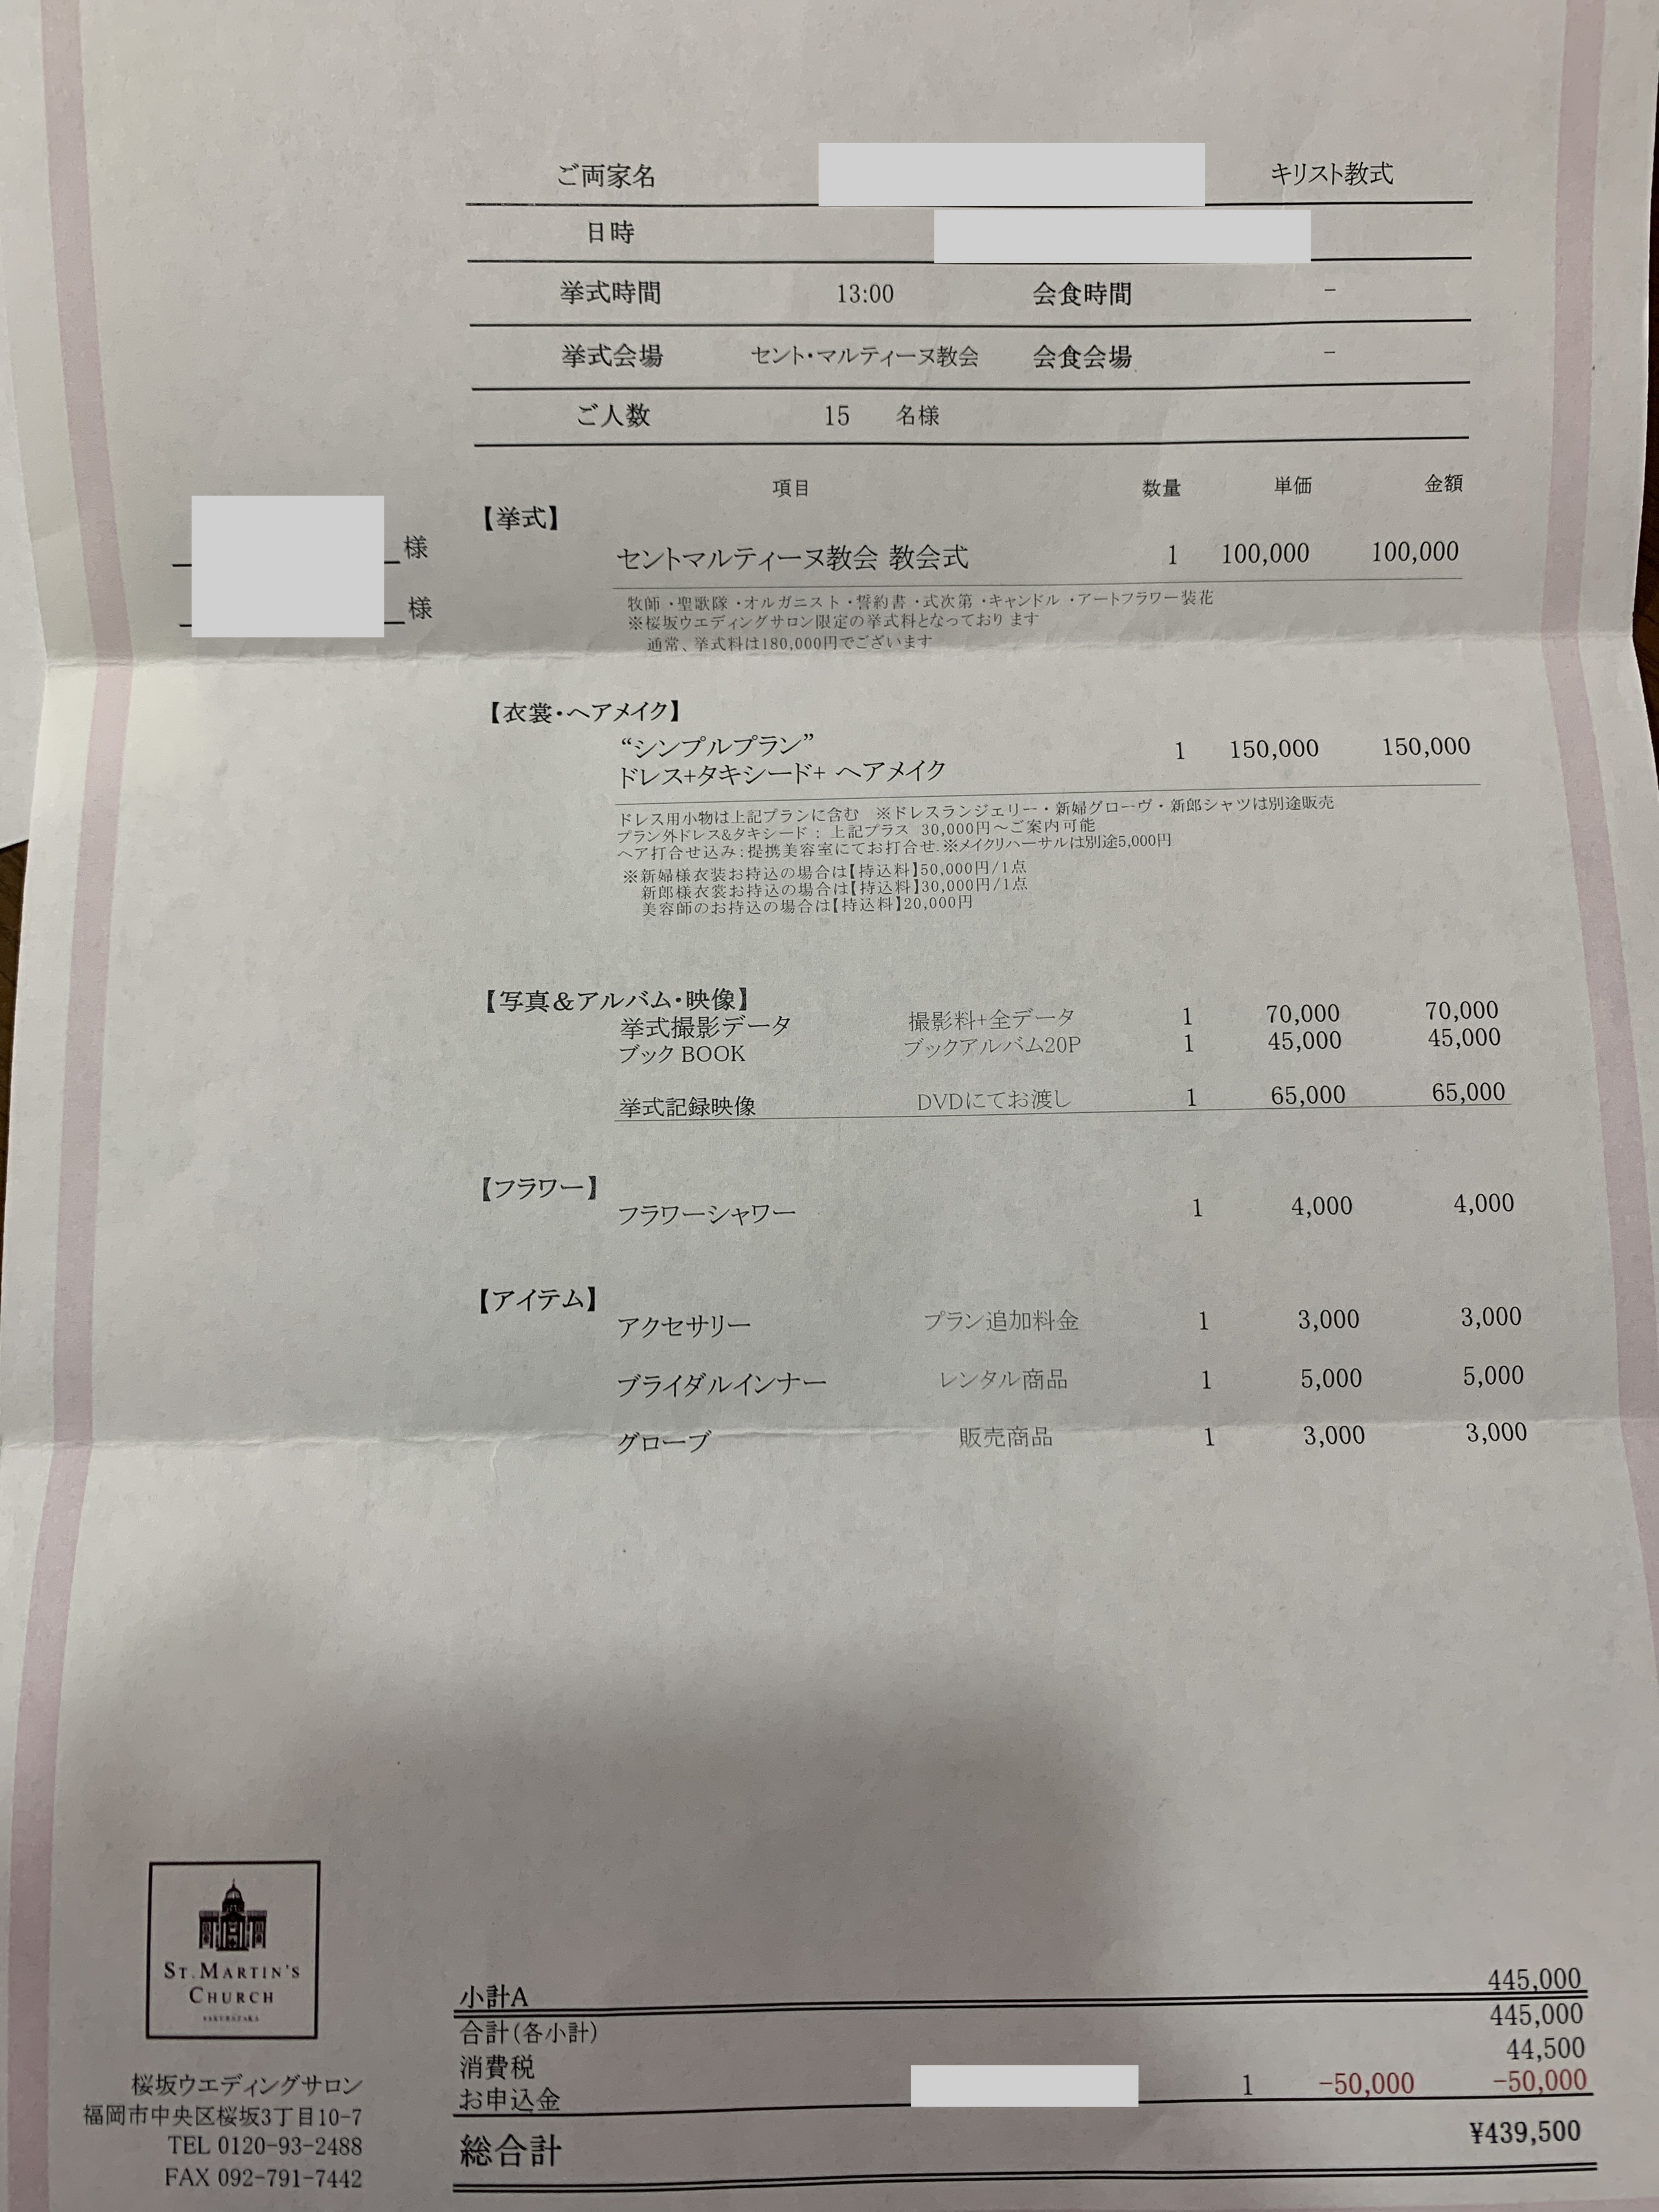 ご両家名 キリスト教式
日時
挙式時間 13:00 会食時間 −
挙式会場 セント・マルティーヌ教会 会食会場 −
ご人数 15 名様
項目 数量 単価 金額
様
様
【挙式】
セントマルティーヌ教会 教会式 1 100,000 100,000
牧師・聖歌隊・オルガニスト・誓約書・式次第・キャンドル・アートフラワー装花
※桜坂ウエディングサロン限定の挙式料となっております
通常、挙式料は180,000円でございます
【衣裳・ヘアメイク】
“シンプルプラン”
ドレス+タキシード+ ヘアメイク 1 150,000 150,000
ドレス用小物は上記プランに含む ※ドレスランジェリー・新婦グローヴ・新郎シャツは別途販売
プラン外ドレス&タキシード：上記プラス 30,000円～ご案内可能
ヘア打合せ込み:提携美容室にてお打合せ.※メイクリハーサルは別途5,000円
※新婦様衣装お持込の場合は【持込料】50,000円/1点
新郎様衣裳お持込の場合は【持込料】30,000円/1点
美容師のお持込の場合は【持込料】20,000円
【写真＆アルバム・映像】
挙式撮影データ 撮影料+全データ 1 70,000 70,000
ブック BOOK ブックアルバム20P 1 45,000 45,000
挙式記録映像 DVDにてお渡し 1 65,000 65,000
【フラワー】
フラワーシャワー 1 4,000 4,000
【アイテム】
アクセサリー プラン追加料金 1 3,000 3,000
ブライダルインナー レンタル商品 1 5,000 5,000
グローブ 販売商品 1 3,000 3,000
ST.MARTIN'S
CHURCH
SAKURAZAKA
桜坂ウエディングサロン
福岡市中央区桜坂3丁目10-7
TEL 0120-93-2488
FAX 092-791-7442
小計A 445,000
合計(各小計) 445,000
消費税 44,500
お申込金 1 -50,000 -50,000
総合計 ¥439,500